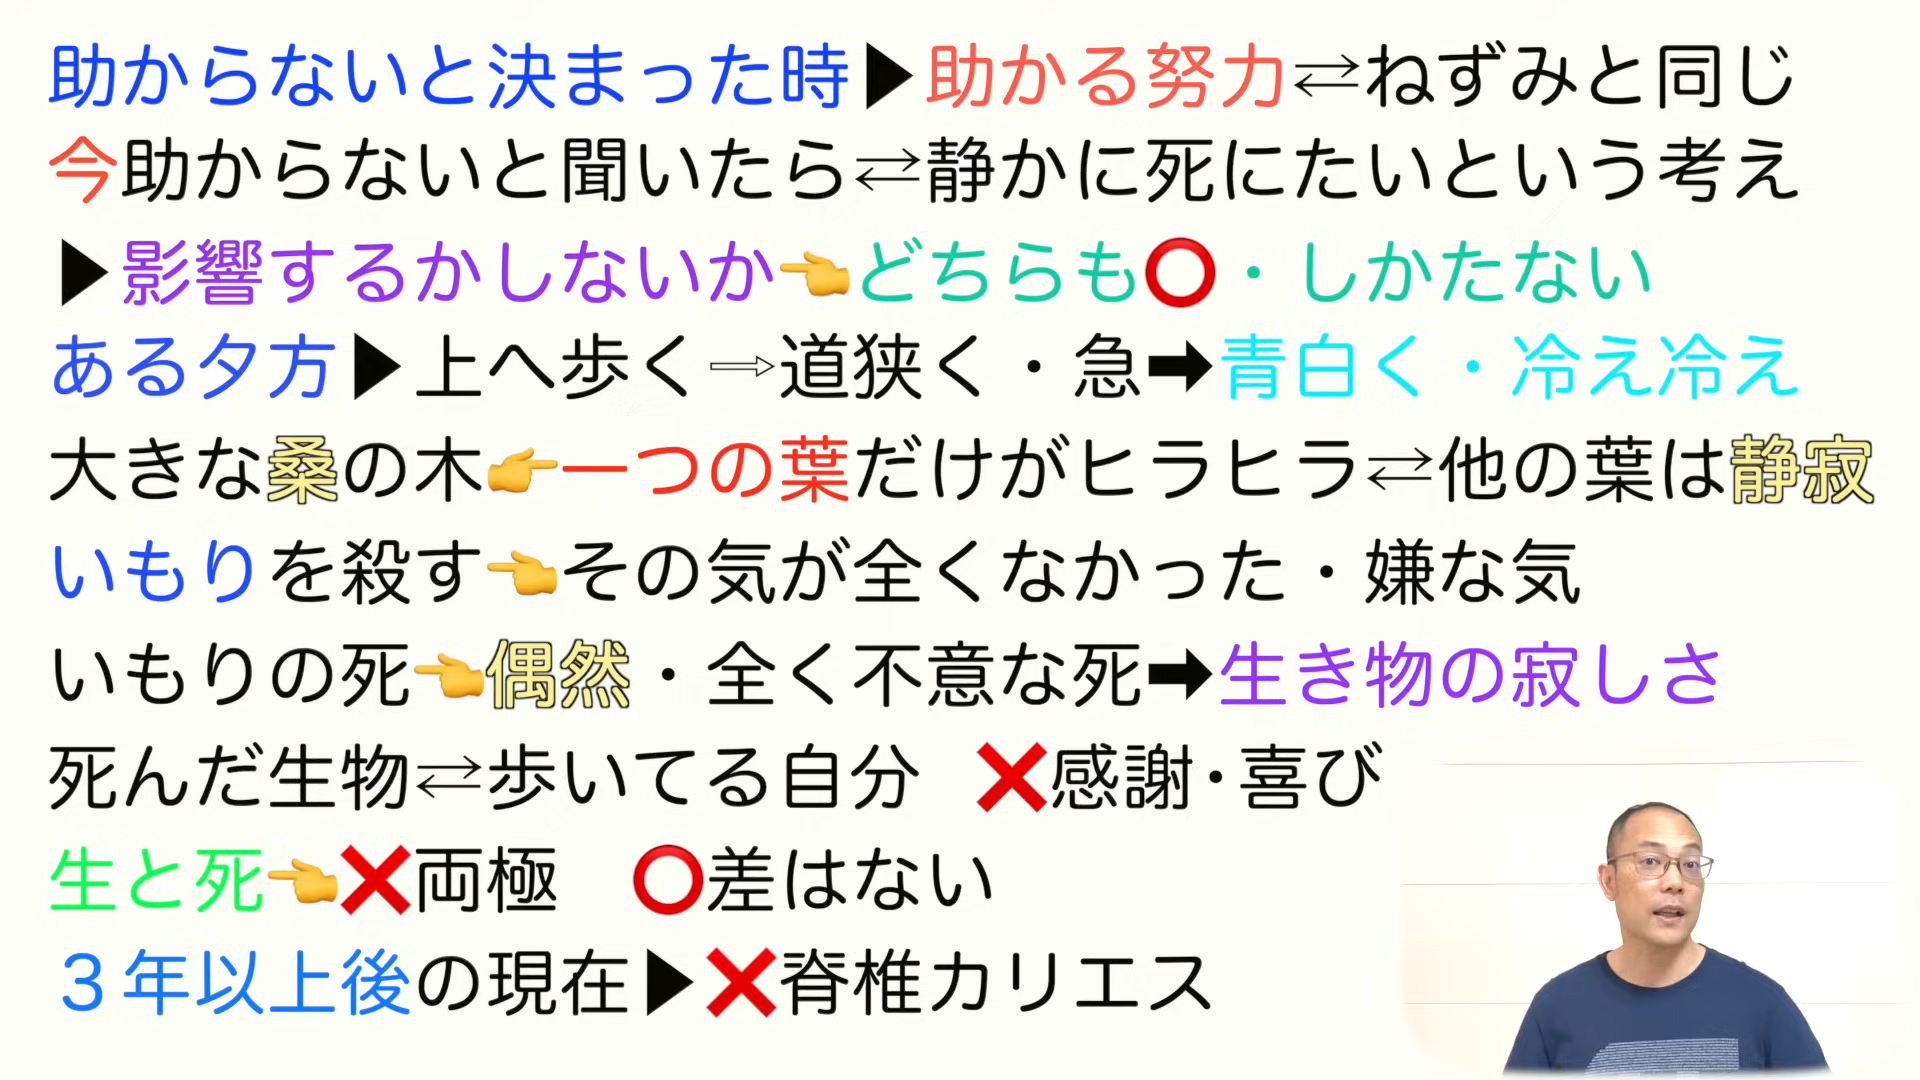 助からないと決まった時▶助かる努力⇄ねずみと同じ
今助からないと聞いたら⇄静かに死にたいという考え
▶影響するかしないか👈どちらも⭕・しかたない
ある夕方▶上へ歩く⇨道狭く・急➡青白く・冷え冷え
大きな桑の木👉一つの葉だけがヒラヒラ⇄他の葉は静寂
いもりを殺す👈その気が全くなかった・嫌な気
いもりの死👈偶然・全く不意な死➡生き物の寂しさ
死んだ生物⇄歩いてる自分 ❌感謝・喜び
生と死👈❌両極 ⭕差はない
３年以上後の現在▶❌脊椎カリエス